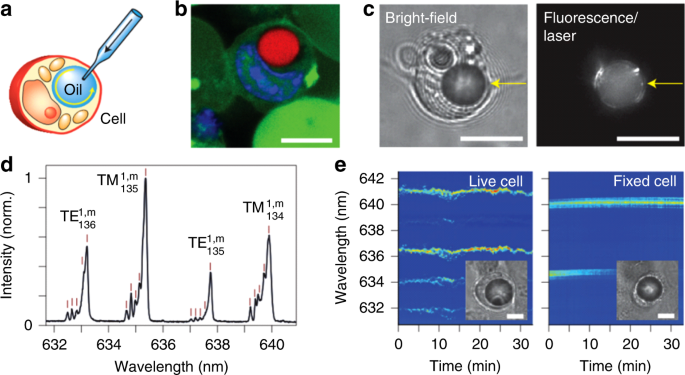 a
Oil
Cell
b
c
Bright-field
Fluorescence/
laser
d
Intensity (norm.)
1
0
TE 1,m 136
TM 1,m 135
TE 1,m 135
TM 1,m 134
632 634 636 638 640
Wavelength (nm)
e
Wavelength (nm)
642
640
638
636
634
632
Live cell
Fixed cell
0 10 20 30
0 10 20 30
Time (min)
Time (min)